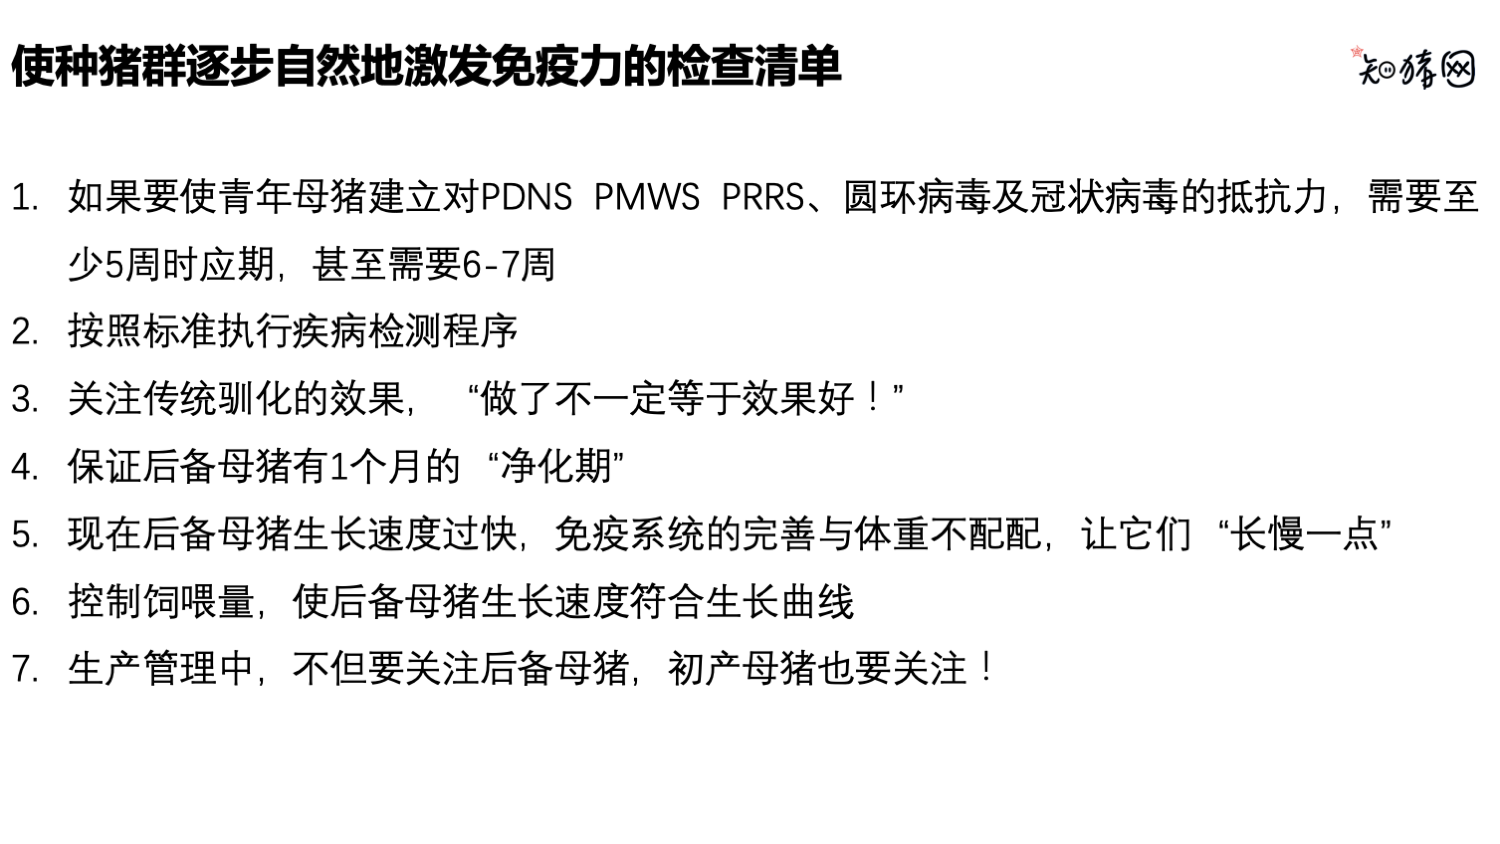 使种猪群逐步自然地激发免疫力的检查清单
知猪网
1. 如果要使青年母猪建立对PDNS PMWS PRRS、圆环病毒及冠状病毒的抵抗力，需要至
少5周时应期，甚至需要6-7周
2. 按照标准执行疾病检测程序
3. 关注传统驯化的效果， “做了不一定等于效果好！”
4. 保证后备母猪有1个月的 “净化期”
5. 现在后备母猪生长速度过快，免疫系统的完善与体重不配配，让它们 “长慢一点”
6. 控制饲喂量，使后备母猪生长速度符合生长曲线
7. 生产管理中，不但要关注后备母猪，初产母猪也要关注！